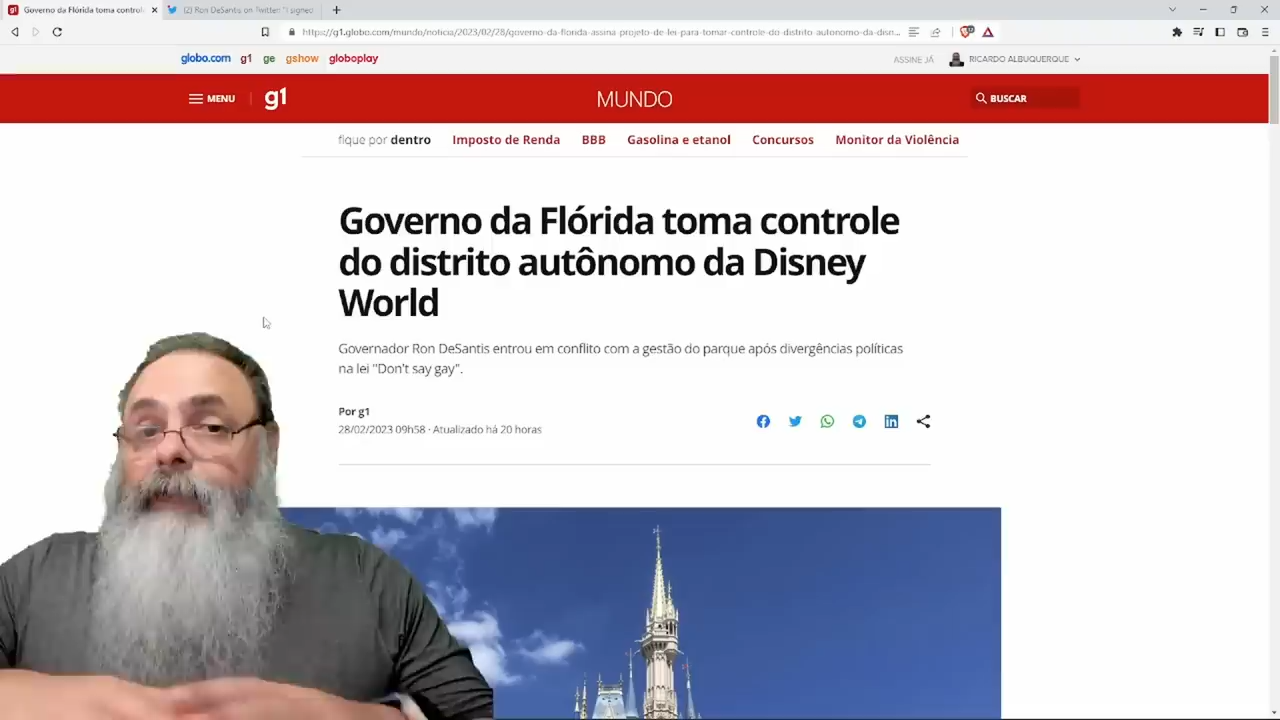 Governo da Flórida toma control
(2) Ron DeSantis on Twitter: "I signed
https://g1.globo.com/mundo/noticia/2023/02/28/governo-da-florida-assina-projeto-de-lei-para-tomar-controle-do-distrito-autonomo-da-disn...
globo.com g1 ge gshow globoplay
ASSINE JÁ RICARDO ALBUQUERQUE
MENU g1 MUNDO BUSCAR
fique por dentro Imposto de Renda BBB Gasolina e etanol Concursos Monitor da Violência
Governo da Flórida toma controle
do distrito autônomo da Disney
World
Governador Ron DeSantis entrou em conflito com a gestão do parque após divergências políticas
na lei "Don't say gay".
Por g1
28/02/2023 09h58 · Atualizado há 20 horas